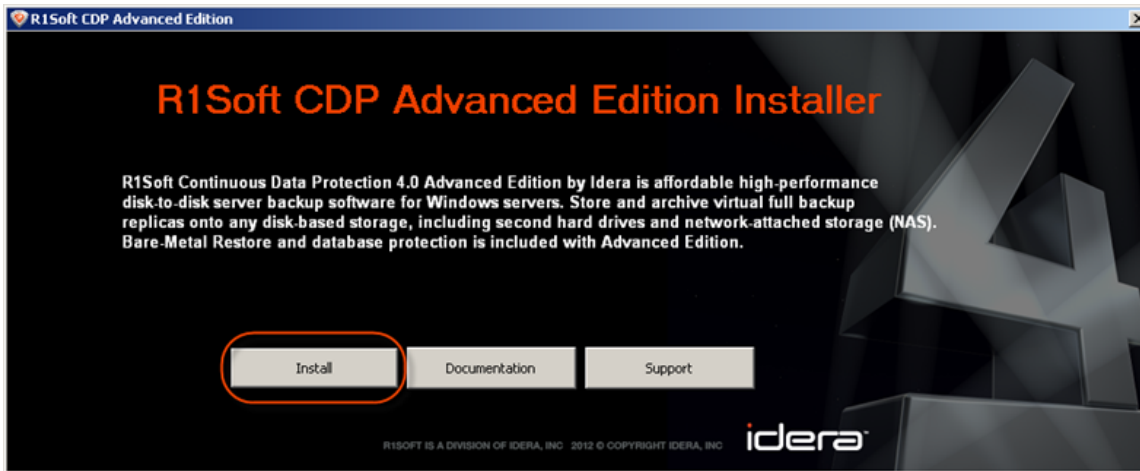 R1Soft CDP Advanced Edition
R1Soft CDP Advanced Edition Installer
R1Soft Continuous Data Protection 4.0 Advanced Edition by Idera is affordable high-performance
disk-to-disk server backup software for Windows servers. Store and archive virtual full backup
replicas onto any disk-based storage, including second hard drives and network-attached storage (NAS).
Bare-Metal Restore and database protection is included with Advanced Edition.
Install
Documentation
Support
R1SOFT IS A DIVISION OF IDERA, INC 2012 © COPYRIGHT IDERA, INC
idera
4